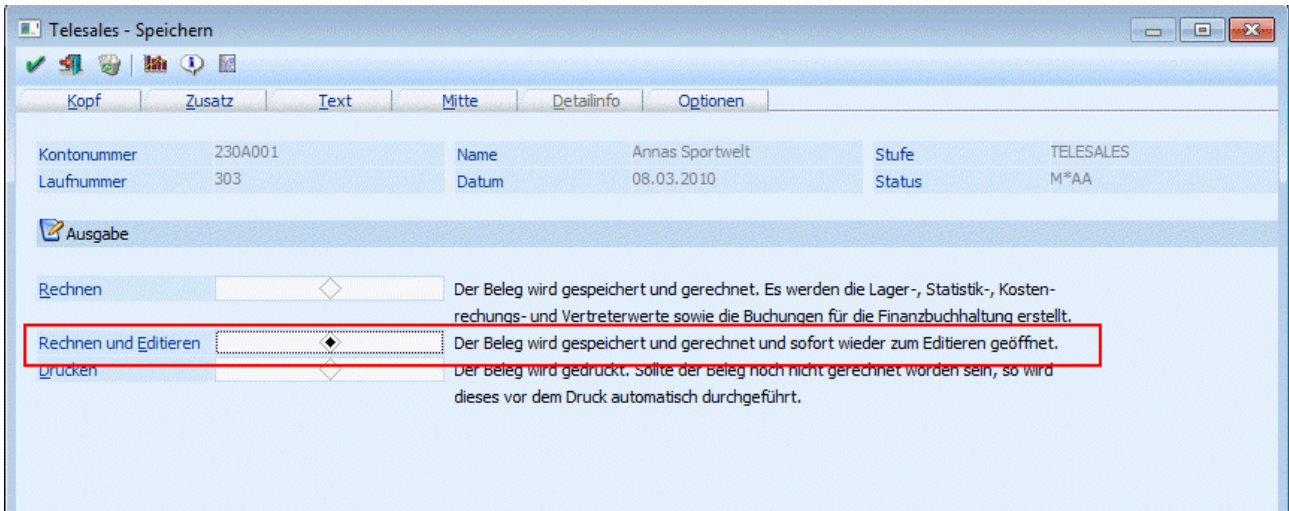 Telesales - Speichern
Kopf Zusatz Text Mitte Detailinfo Optionen
Kontonummer 230A001 Name Annas Sportwelt Stufe TELESALES
Laufnummer 303 Datum 08.03.2010 Status M*AA
Ausgabe
Rechnen Der Beleg wird gespeichert und gerechnet. Es werden die Lager-, Statistik-, Kosten-
rechungs- und Vertreterwerte sowie die Buchungen für die Finanzbuchhaltung erstellt.
Rechnen und Editieren Der Beleg wird gespeichert und gerechnet und sofort wieder zum Editieren geöffnet.
Drucken Der Beleg wird gedruckt. Sollte der Beleg noch nicht gerechnet worden sein, so wird
dieses vor dem Druck automatisch durchgeführt.